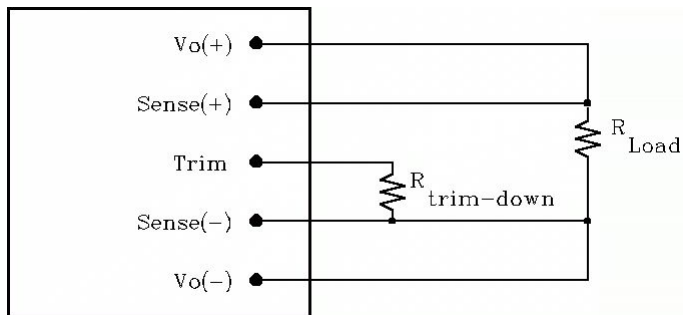 Vo(+)
Sense(+)
R
Load
Trim
R
trim-down
Sense(-)
Vo(-)